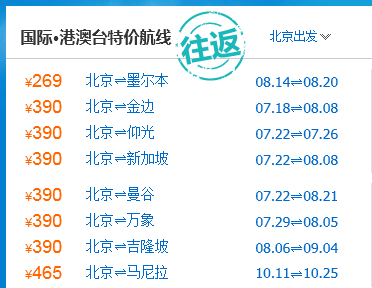 国际•港澳台特价航线 往返 北京出发
¥269 北京⇌墨尔本 08.14⇌08.20
¥390 北京⇌金边 07.18⇌08.08
¥390 北京⇌仰光 07.22⇌07.26
¥390 北京⇌新加坡 07.22⇌08.08
¥390 北京⇌曼谷 07.22⇌08.21
¥390 北京⇌万象 07.29⇌08.05
¥390 北京⇌吉隆坡 08.06⇌09.04
¥465 北京⇌马尼拉 10.11⇌10.25